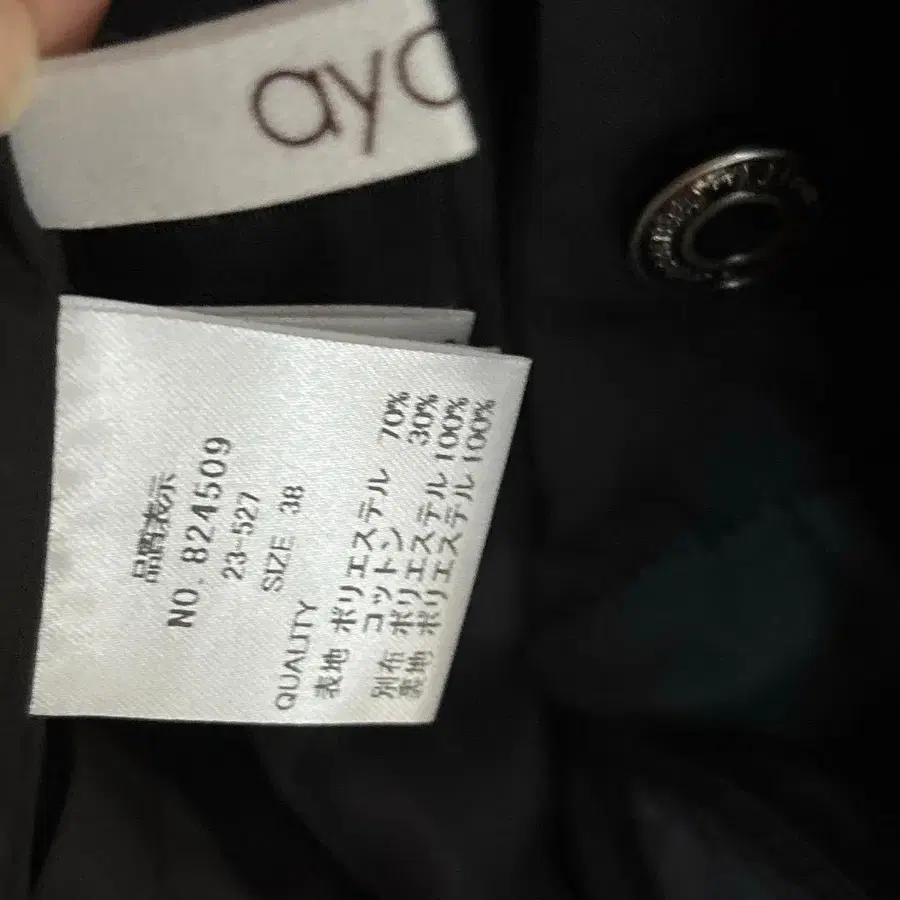 aya
品質表示
NO. 824509
23-527
SIZE 38
QUALITY
表地 ポリエステル 70%
コットン 30%
別布 ポリエステル 100%
裏地 ポリエステル 100%